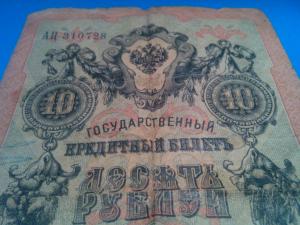 АЦ 310728
10 10
ГОСУДАРСТВЕННЫЙ
КРЕДИТНЫЙ БИЛЕТЪ
ДЕСЯТЬ
РУБЛЕЙ